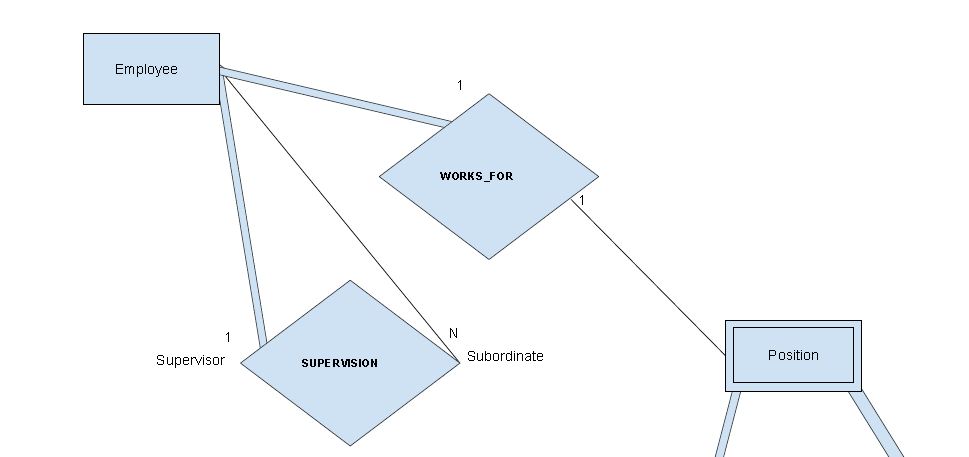 Employee
1
WORKS_FOR
1
N
1
Supervisor
SUPERVISION
Subordinate
Position